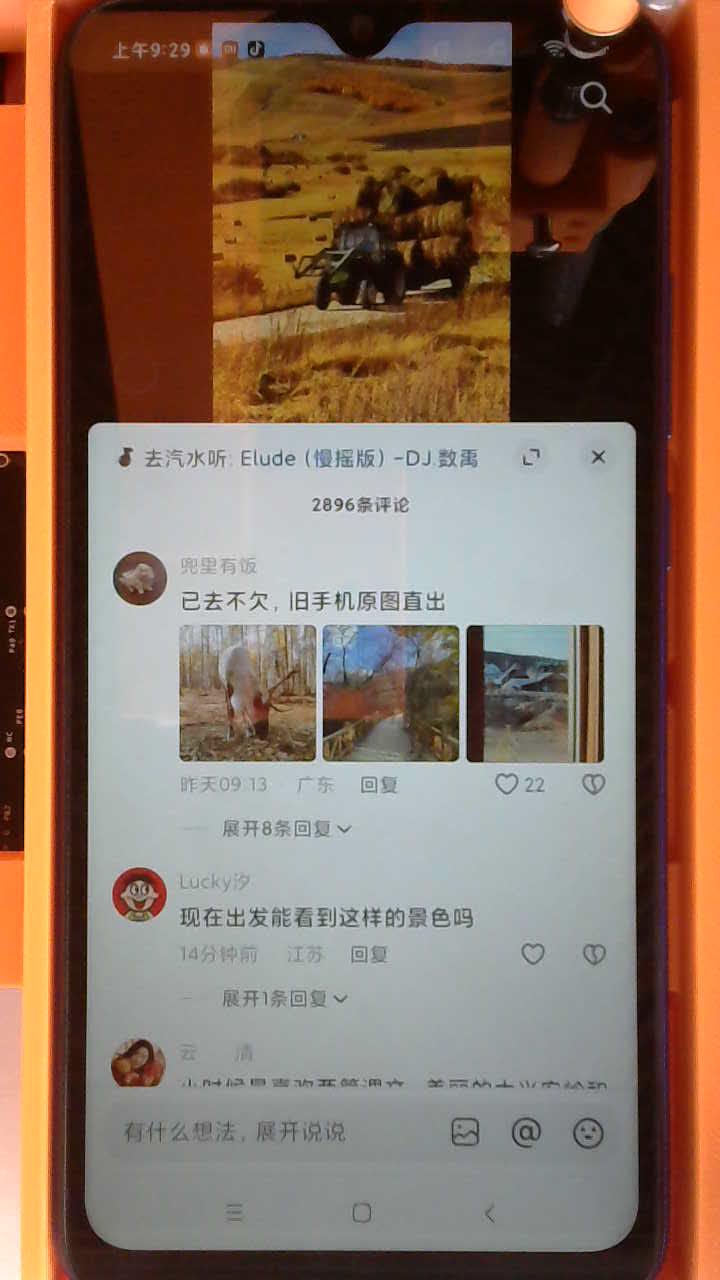 上午9:29
去汽水听: Elude (慢摇版) -DJ.数禹
2896条评论
兜里有饭
已去不欠, 旧手机原图直出
昨天09:13 · 广东 回复 22
展开8条回复
Lucky汐
现在出发能看到这样的景色吗
14分钟前 江苏 回复
展开1条回复
云 清
有什么想法, 展开说说